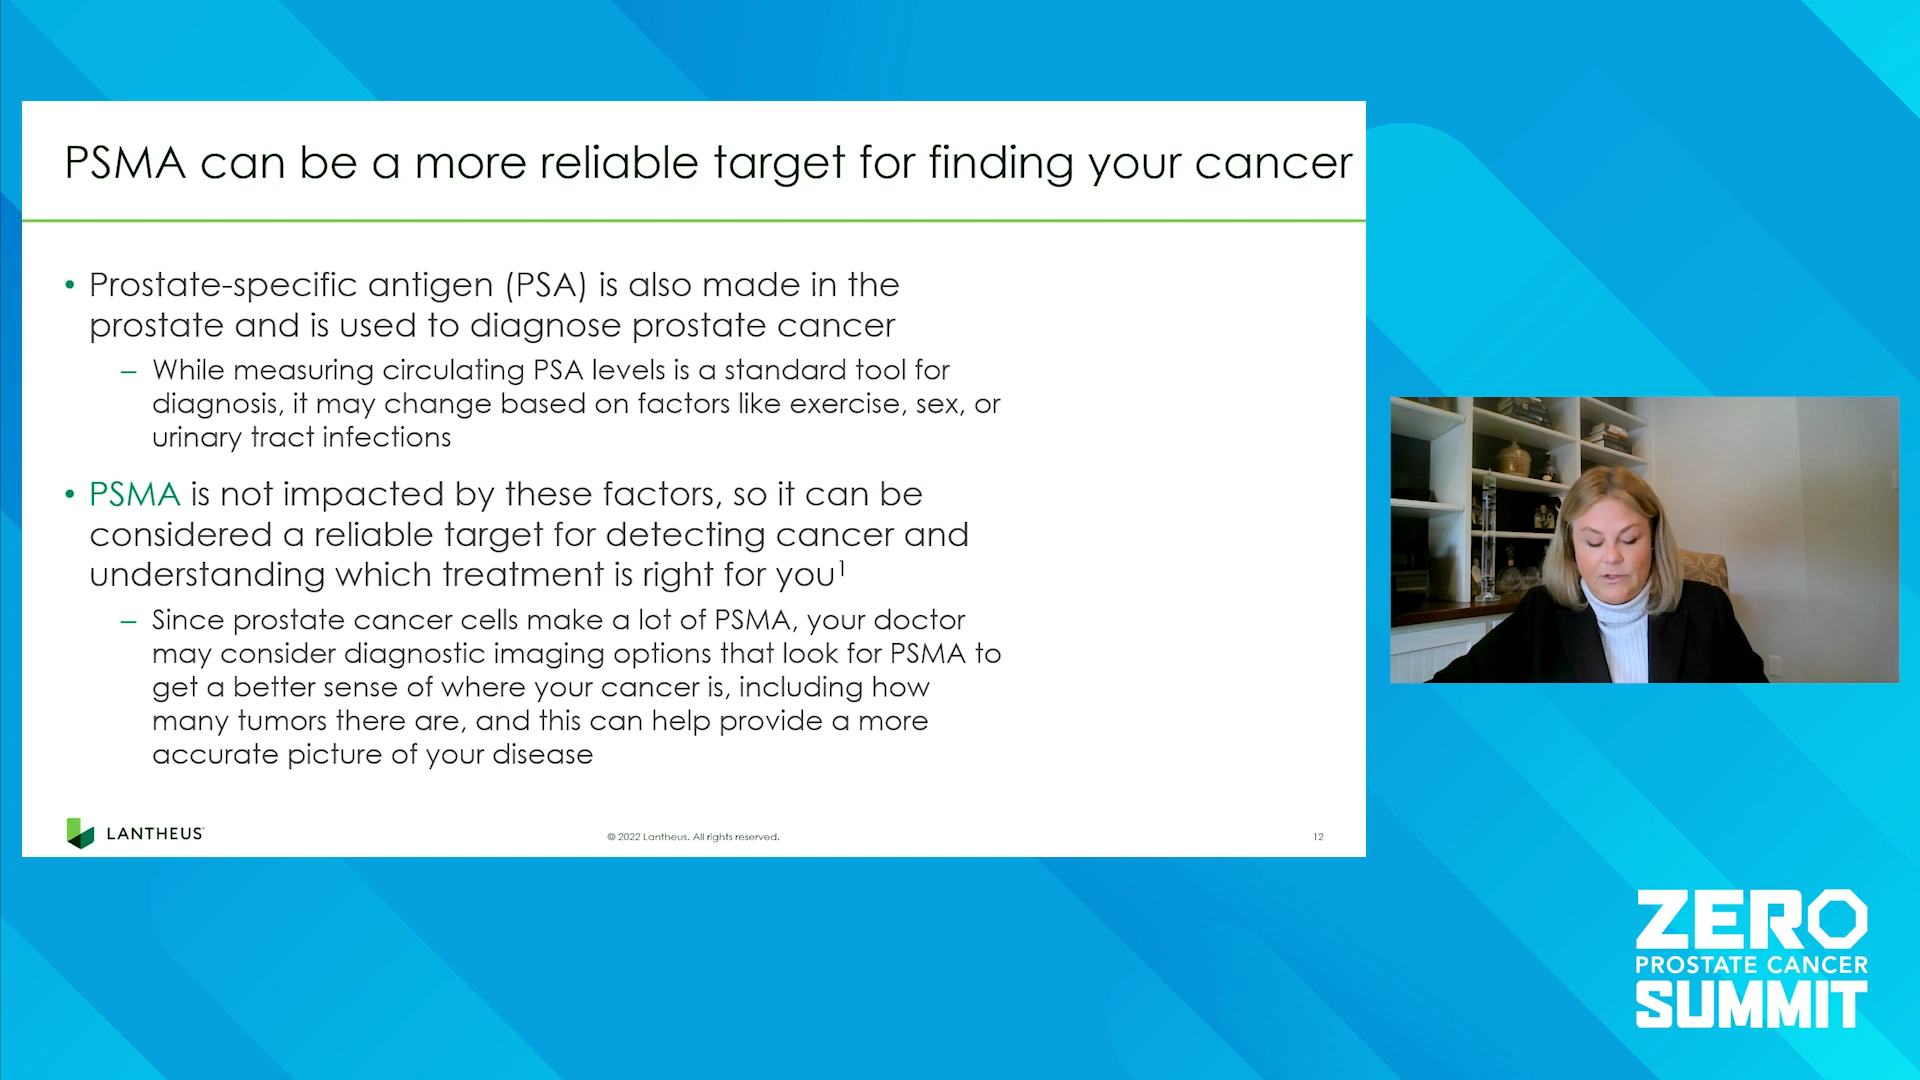 PSMA can be a more reliable target for finding your cancer
• Prostate-specific antigen (PSA) is also made in the
prostate and is used to diagnose prostate cancer
– While measuring circulating PSA levels is a standard tool for
diagnosis, it may change based on factors like exercise, sex, or
urinary tract infections
• PSMA is not impacted by these factors, so it can be
considered a reliable target for detecting cancer and
understanding which treatment is right for you¹
– Since prostate cancer cells make a lot of PSMA, your doctor
may consider diagnostic imaging options that look for PSMA to
get a better sense of where your cancer is, including how
many tumors there are, and this can help provide a more
accurate picture of your disease
LANTHEUS
© 2022 Lantheus. All rights reserved.
12
ZERO
PROSTATE CANCER
SUMMIT